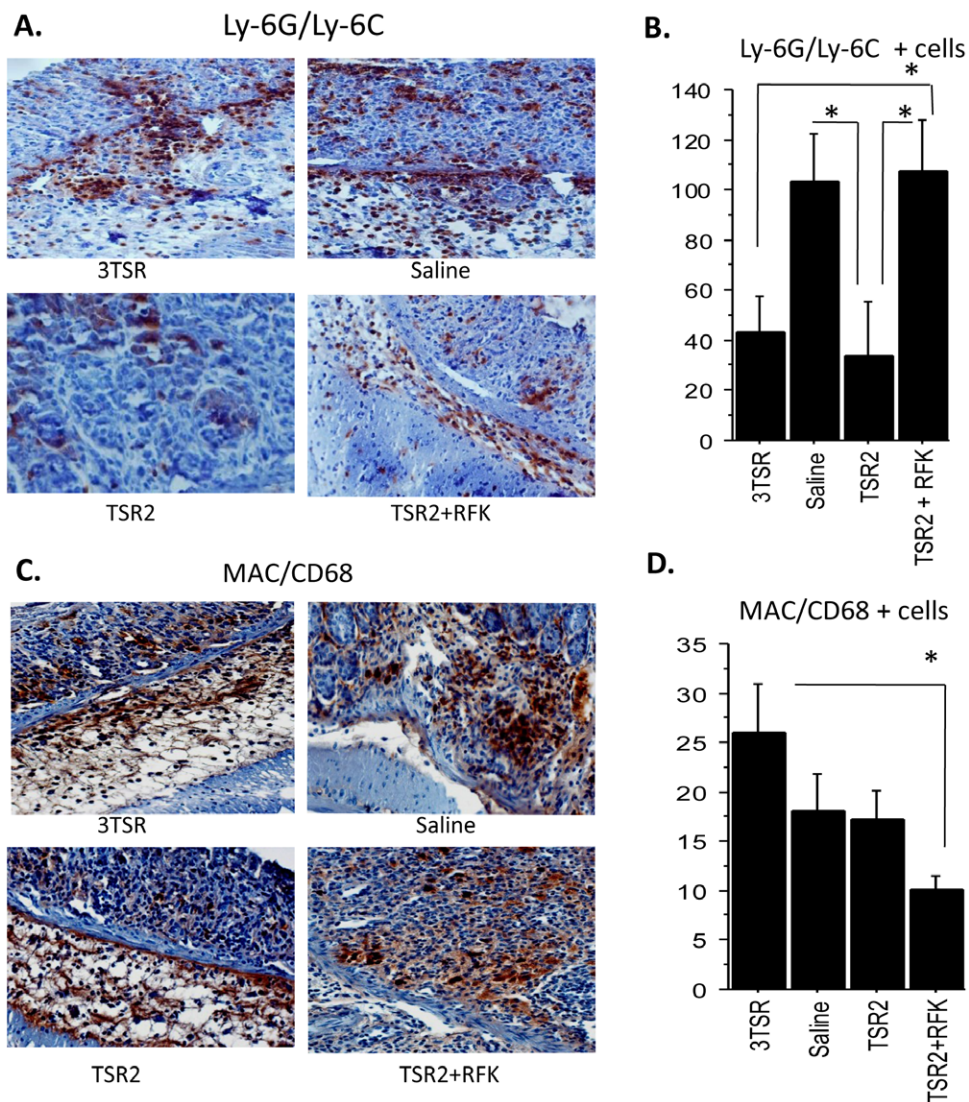 A.
Ly-6G/Ly-6C
3TSR
Saline
TSR2
TSR2+RFK
B.
Ly-6G/Ly-6C + cells
*
*
*
140
120
100
80
60
40
20
0
3TSR
Saline
TSR2
TSR2 + RFK
C.
MAC/CD68
3TSR
Saline
TSR2
TSR2+RFK
D.
MAC/CD68 + cells
*
35
30
25
20
15
10
5
0
3TSR
Saline
TSR2
TSR2+RFK